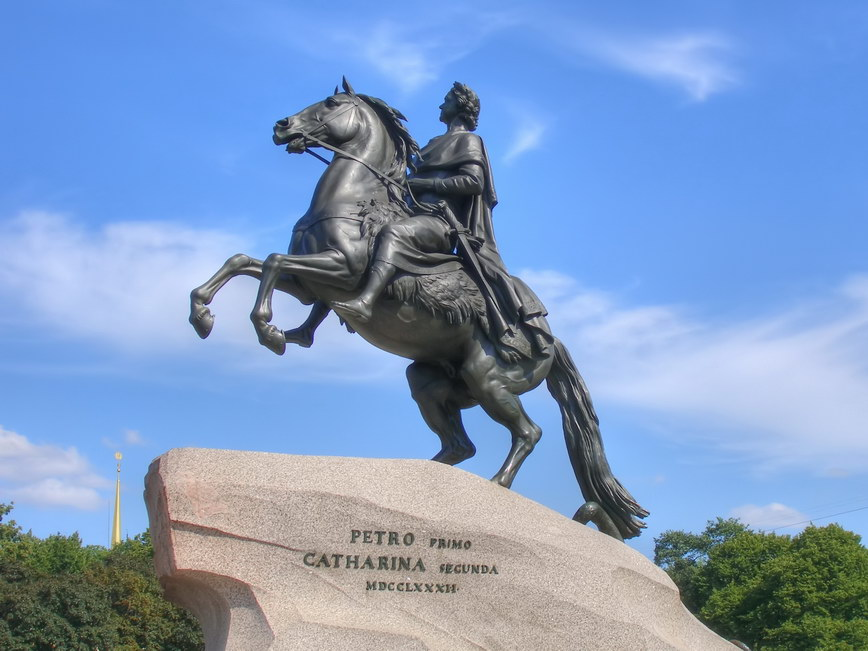 PETRO PRIMO
CATHARINA SECUNDA
MDCCLXXXII·